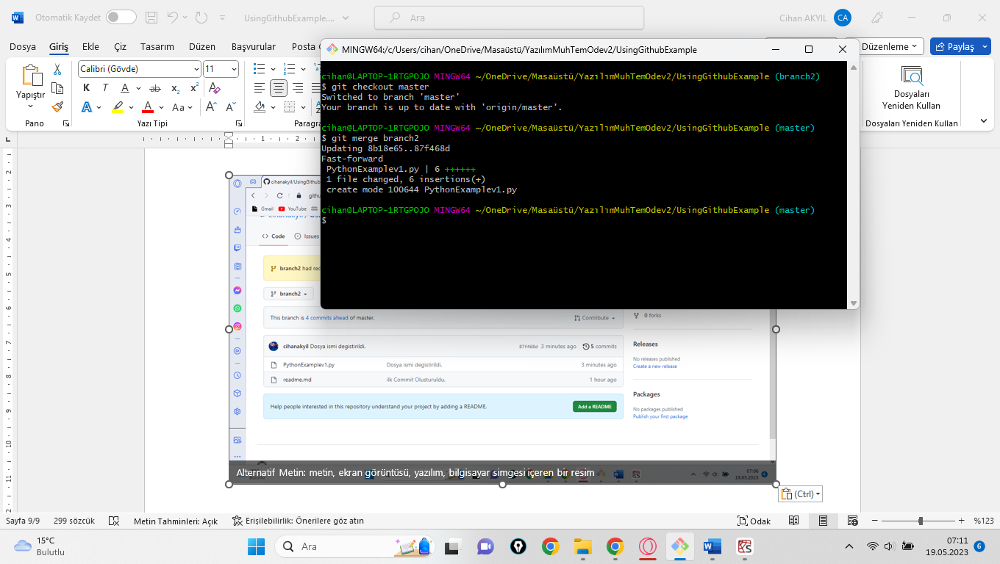 Otomatik Kaydet
UsingGithubExample....
Ara
Cihan AKYIL
CA
Dosya
Giriş
Ekle
Çiz
Tasarım
Düzen
Başvurular
Posta
Düzenleme
Paylaş
Yapıştır
Pano
Calibri (Gövde)
11
K T A ab x₂ x²
A A Aa A A
Yazı Tipi
Paragra
Dosyaları
Yeniden Kullan
Dosyaları Yeniden Kullan
MINGW64:/c/Users/cihan/OneDrive/Masaüstü/YazılımMuhTemOdev2/UsingGithubExample
cihan@LAPTOP-1RTGPOJO MINGW64 ~/OneDrive/Masaüstü/YazılımMuhTemOdev2/UsingGithubExample (branch2)
$ git checkout master
Switched to branch 'master'
Your branch is up to date with 'origin/master'.
cihan@LAPTOP-1RTGPOJO MINGW64 ~/OneDrive/Masaüstü/YazılımMuhTemOdev2/UsingGithubExample (master)
$ git merge branch2
Updating 8b18e65..87f468d
Fast-forward
PythonExamplev1.py | 6 ++++++
1 file changed, 6 insertions(+)
create mode 100644 PythonExamplev1.py
cihan@LAPTOP-1RTGPOJO MINGW64 ~/OneDrive/Masaüstü/YazılımMuhTemOdev2/UsingGithubExample (master)
$
1 2
cihanakyil/UsingGithub
Gmail
YouTube
Code
Issues
branch2 had rec
branch2
This branch is 4 commits ahead of master.
Contribute
cihanakyil Dosya ismi degistirildi.
87f468d 3 minutes ago
5 commits
PythonExamplev1.py
Dosya ismi degistirildi.
3 minutes ago
readme.md
ilk Commit Olusturuldu.
1 hour ago
Help people interested in this repository understand your project by adding a README.
Add a README
0 forks
Releases
No releases published
Create a new release
Packages
No packages published
Publish your first package
Alternatif Metin: metin, ekran görüntüsü, yazılım, bilgisayar simgesi içeren bir resim
07:06
19.05.2023
(Ctrl)
Sayfa 9/9
299 sözcük
Metin Tahminleri: Açık
Erişilebilirlik: Önerilere göz atın
Odak
%123
15°C
Bulutlu
Ara
07:11
19.05.2023
6